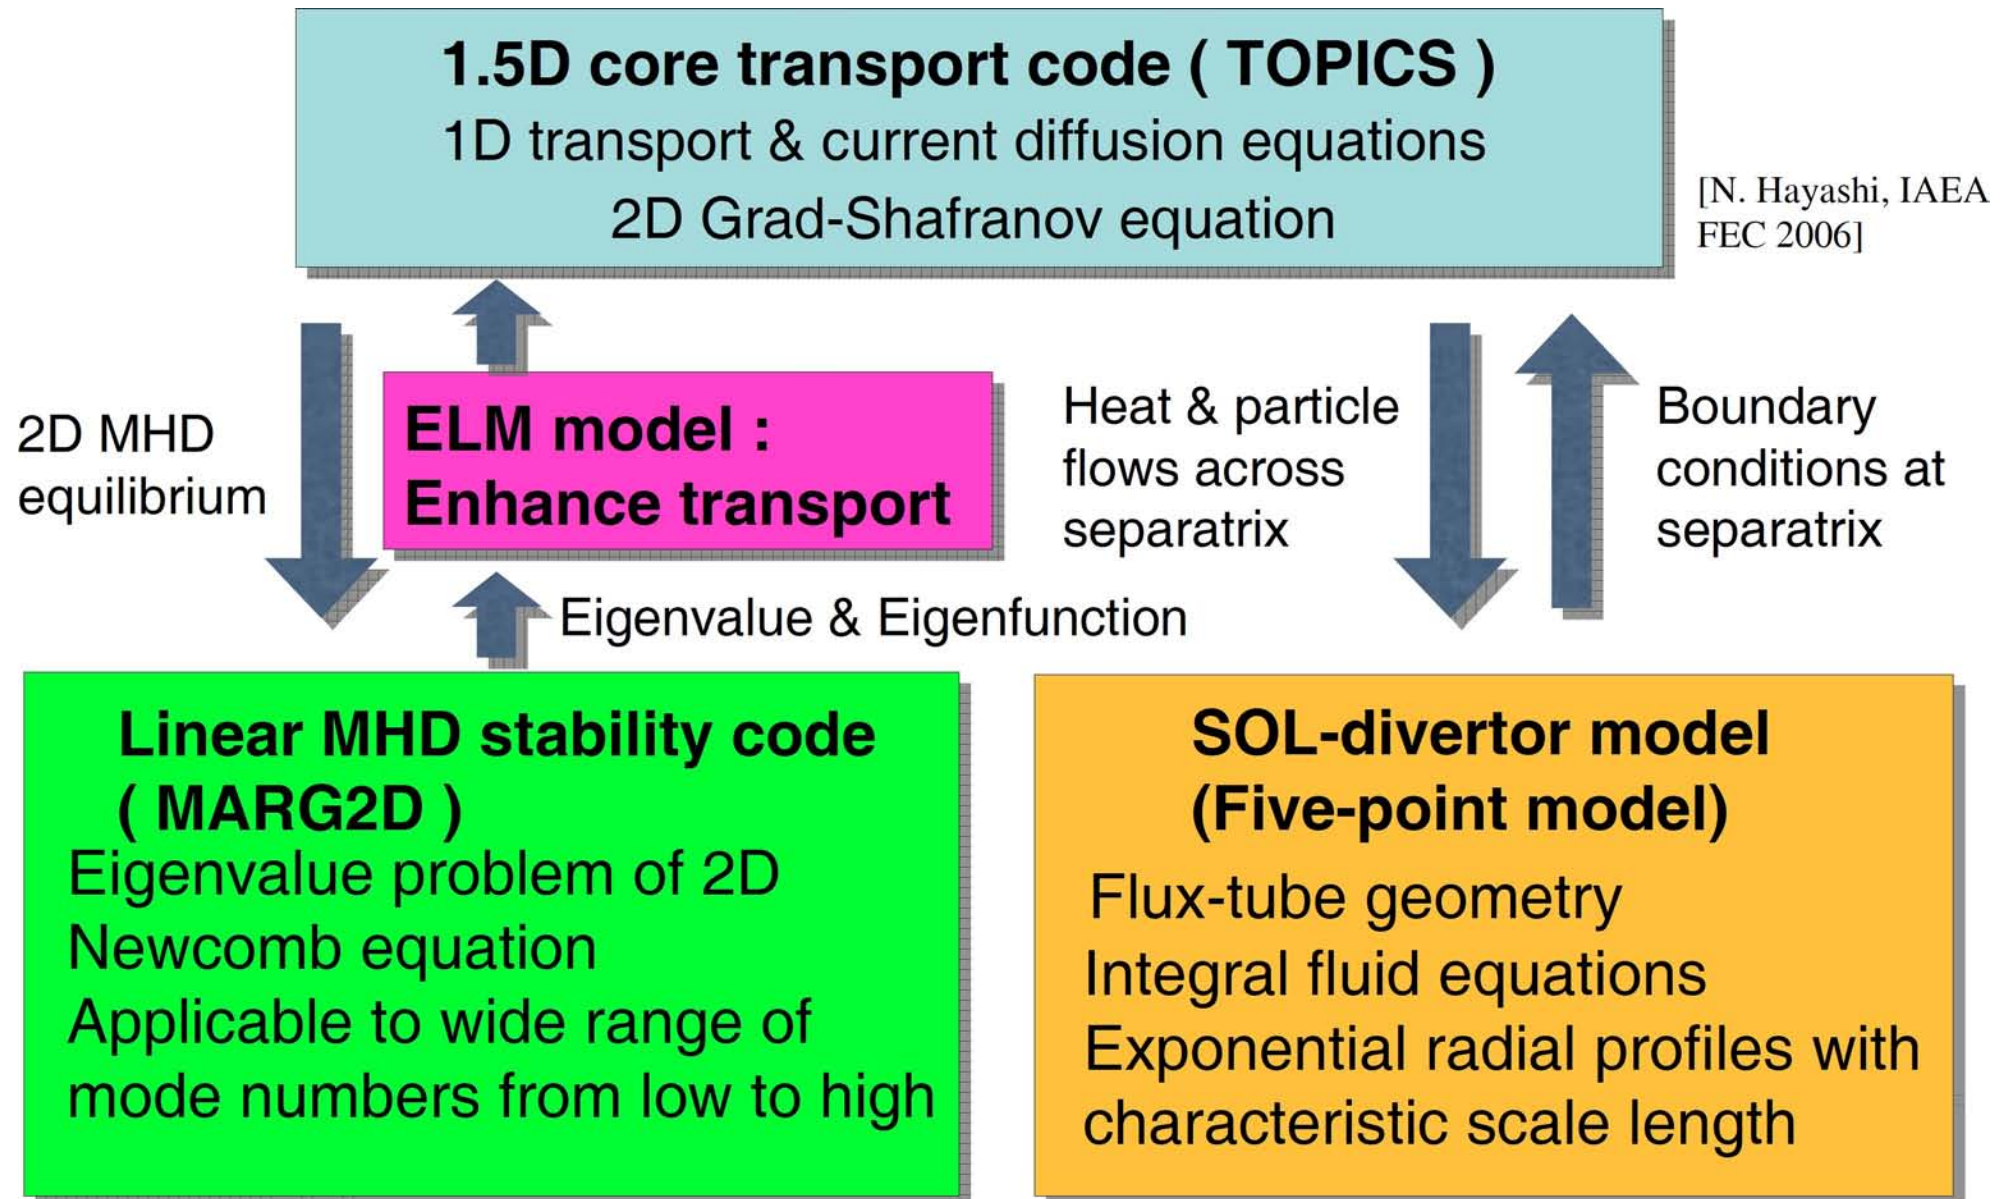 1.5D core transport code ( TOPICS )
1D transport & current diffusion equations
2D Grad-Shafranov equation
[N. Hayashi, IAEA
FEC 2006]
2D MHD
equilibrium
ELM model :
Enhance transport
Heat & particle
flows across
separatrix
Boundary
conditions at
separatrix
Eigenvalue & Eigenfunction
Linear MHD stability code
( MARG2D )
Eigenvalue problem of 2D
Newcomb equation
Applicable to wide range of
mode numbers from low to high
SOL-divertor model
(Five-point model)
Flux-tube geometry
Integral fluid equations
Exponential radial profiles with
characteristic scale length